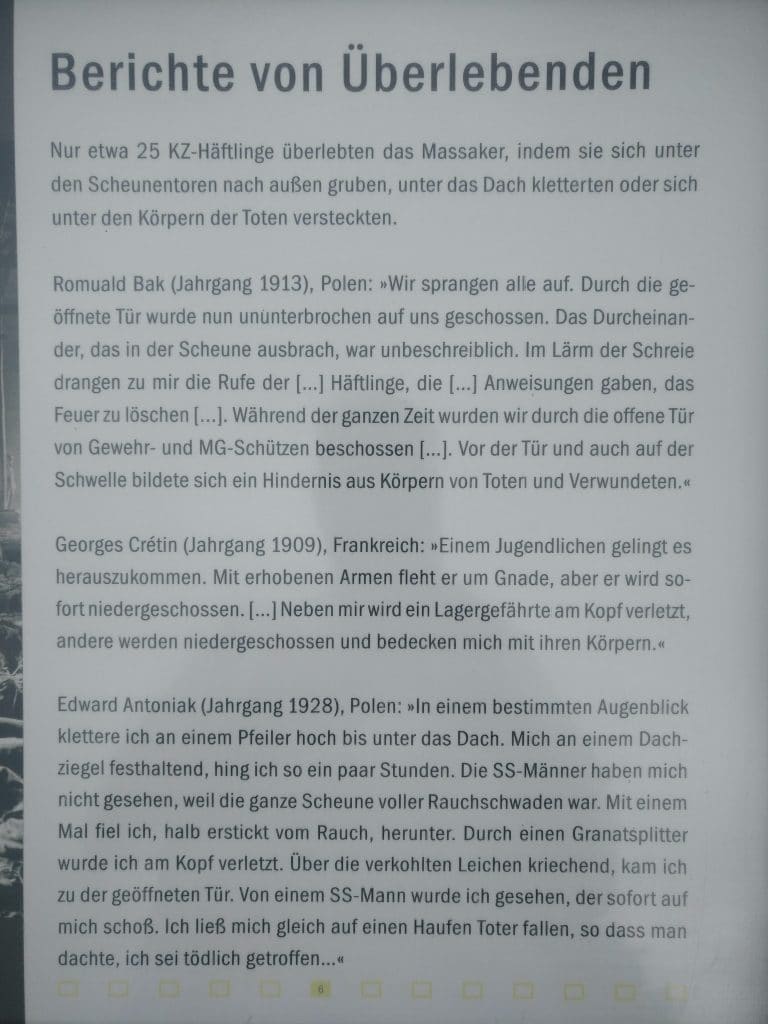 Berichte von Überlebenden
Nur etwa 25 KZ-Häftlinge überlebten das Massaker, indem sie sich unter
den Scheunentoren nach außen gruben, unter das Dach kletterten oder sich
unter den Körpern der Toten versteckten.
Romuald Bak (Jahrgang 1913), Polen: »Wir sprangen alle auf. Durch die ge-
öffnete Tür wurde nun ununterbrochen auf uns geschossen. Das Durcheinan-
der, das in der Scheune ausbrach, war unbeschreiblich. Im Lärm der Schreie
drangen zu mir die Rufe der [...] Häftlinge, die [...] Anweisungen gaben, das
Feuer zu löschen [...]. Während der ganzen Zeit wurden wir durch die offene Tür
von Gewehr- und MG-Schützen beschossen [...]. Vor der Tür und auch auf der
Schwelle bildete sich ein Hindernis aus Körpern von Toten und Verwundeten.«
Georges Crétin (Jahrgang 1909), Frankreich: »Einem Jugendlichen gelingt es
herauszukommen. Mit erhobenen Armen fleht er um Gnade, aber er wird so-
fort niedergeschossen. [...] Neben mir wird ein Lagergefährte am Kopf verletzt,
andere werden niedergeschossen und bedecken mich mit ihren Körpern.«
Edward Antoniak (Jahrgang 1928), Polen: »In einem bestimmten Augenblick
klettere ich an einem Pfeiler hoch bis unter das Dach. Mich an einem Dach-
ziegel festhaltend, hing ich so ein paar Stunden. Die SS-Männer haben mich
nicht gesehen, weil die ganze Scheune voller Rauchschwaden war. Mit einem
Mal fiel ich, halb erstickt vom Rauch, herunter. Durch einen Granatsplitter
wurde ich am Kopf verletzt. Über die verkohlten Leichen kriechend, kam ich
zu der geöffneten Tür. Von einem SS-Mann wurde ich gesehen, der sofort auf
mich schoß. Ich ließ mich gleich auf einen Haufen Toter fallen, so dass man
dachte, ich sei tödlich getroffen...«
6